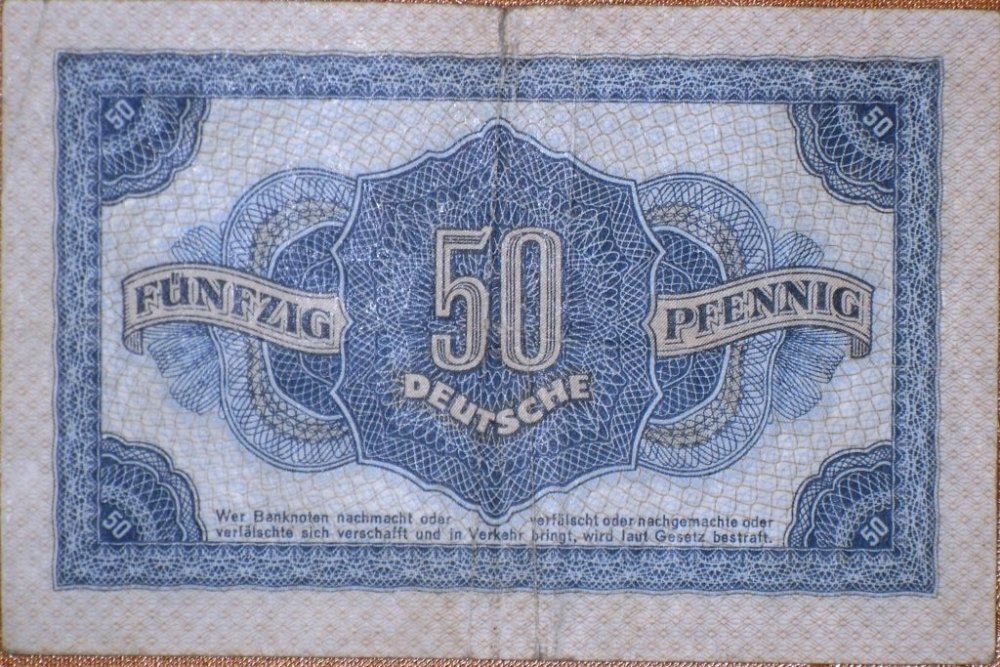 50 50
50
FÜNFZIG PFENNIG
DEUTSCHE
Wer Banknoten nachmacht oder verfälscht oder nachgemachte oder
verfälschte sich verschafft und in Verkehr bringt, wird laut Gesetz bestraft.
50 50